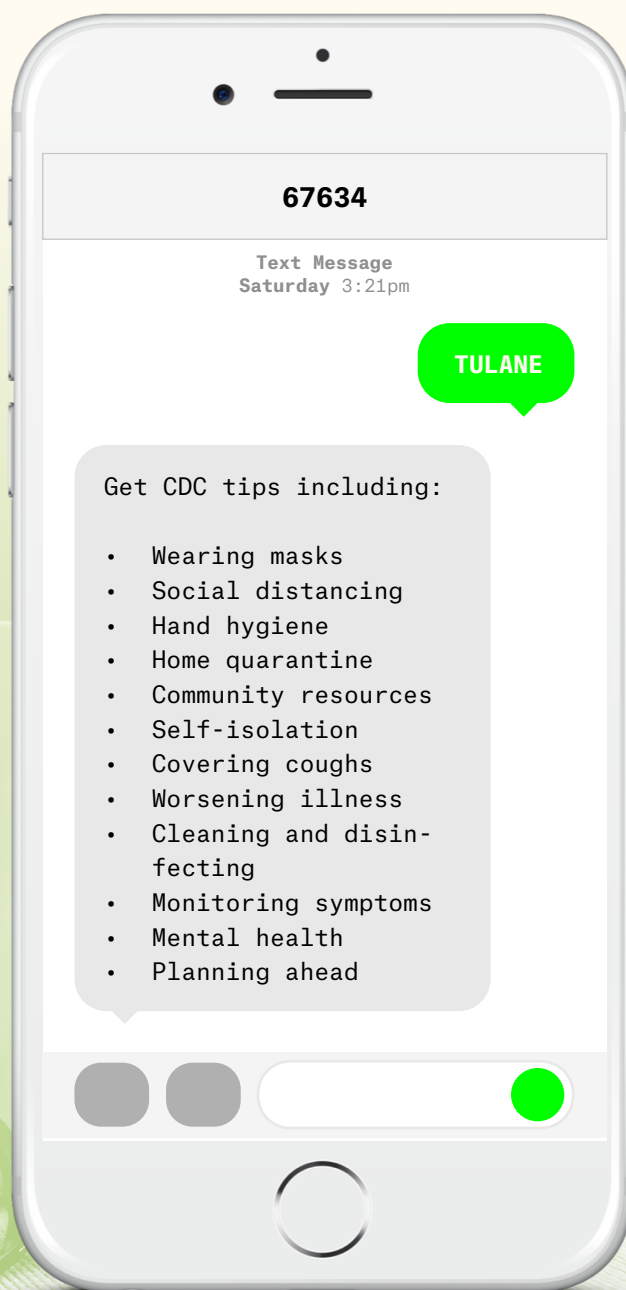 67634
Text Message
Saturday 3:21pm
TULANE
Get CDC tips including:
• Wearing masks
• Social distancing
• Hand hygiene
• Home quarantine
• Community resources
• Self-isolation
• Covering coughs
• Worsening illness
• Cleaning and disin-
fecting
• Monitoring symptoms
• Mental health
• Planning ahead